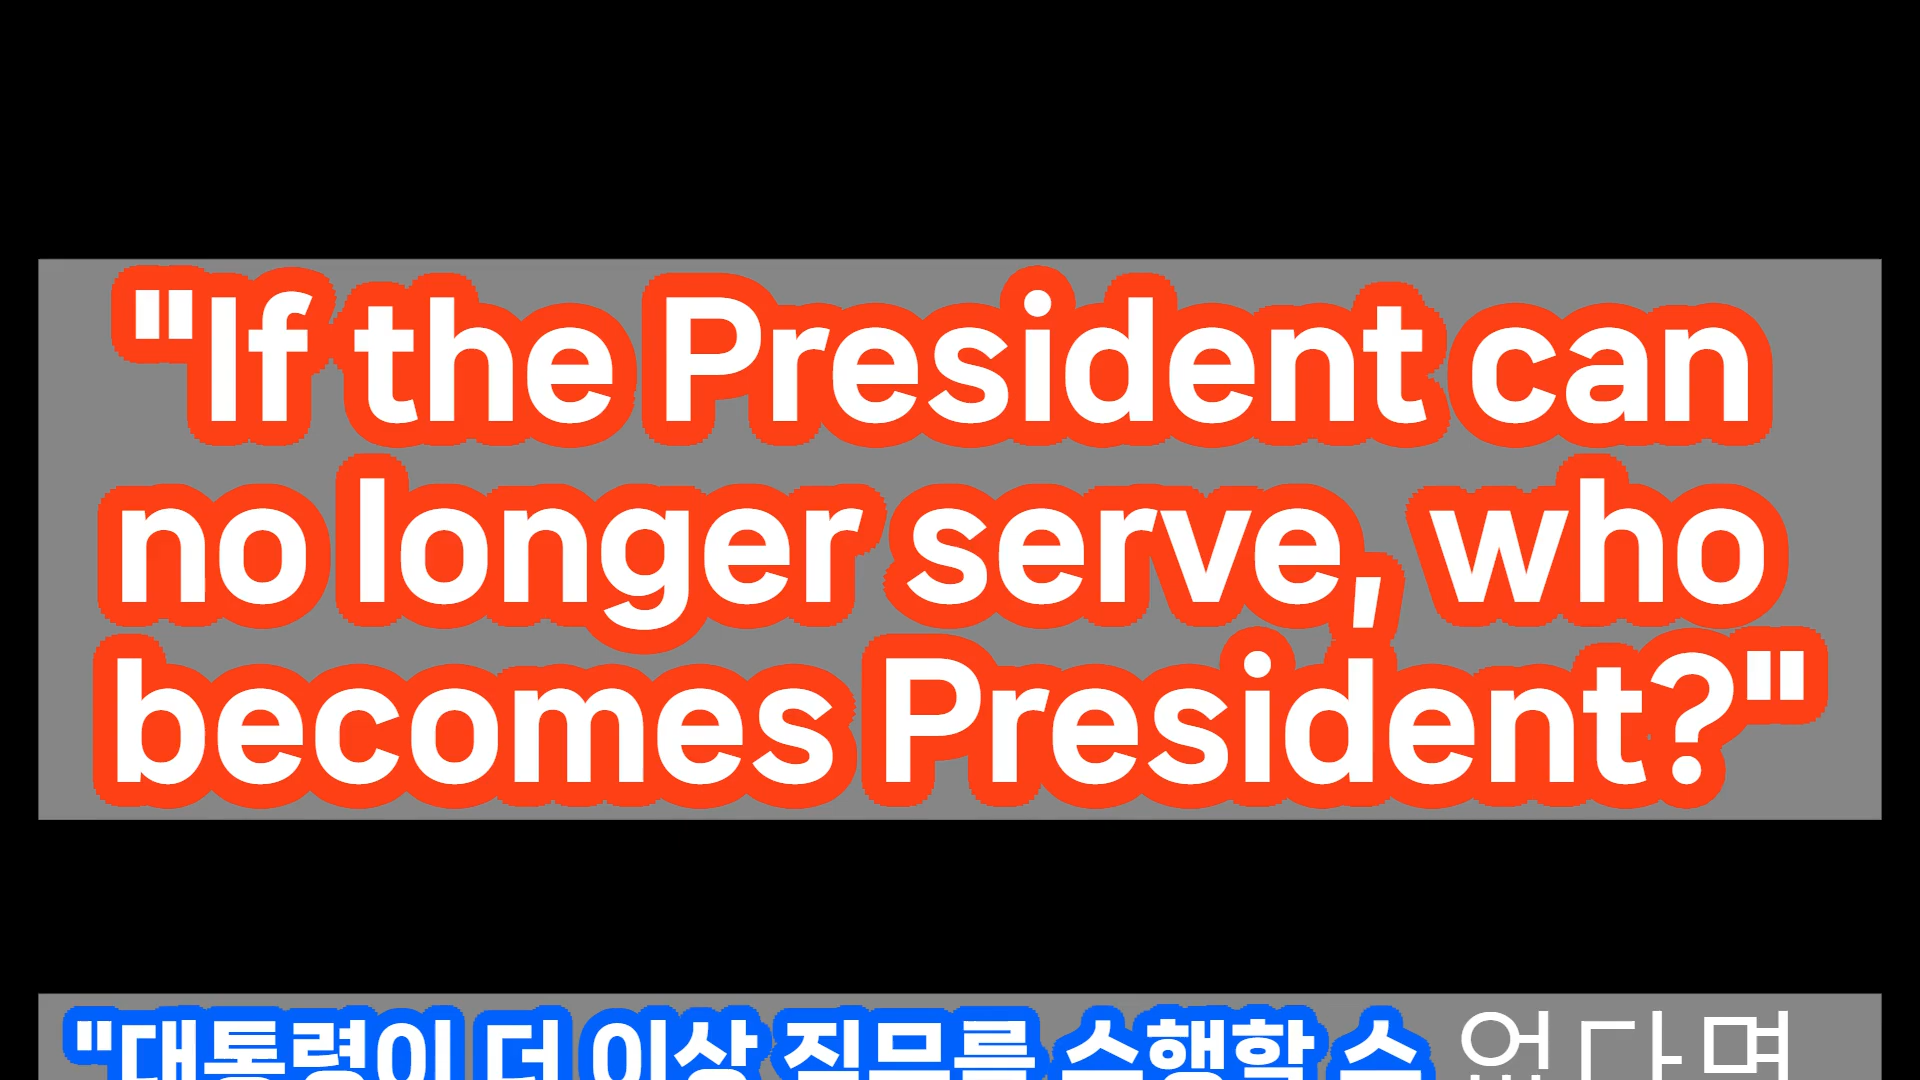 "If the President can
no longer serve, who
becomes President?"
"대통령이 더 이상 직무를 수행할 수 없다면